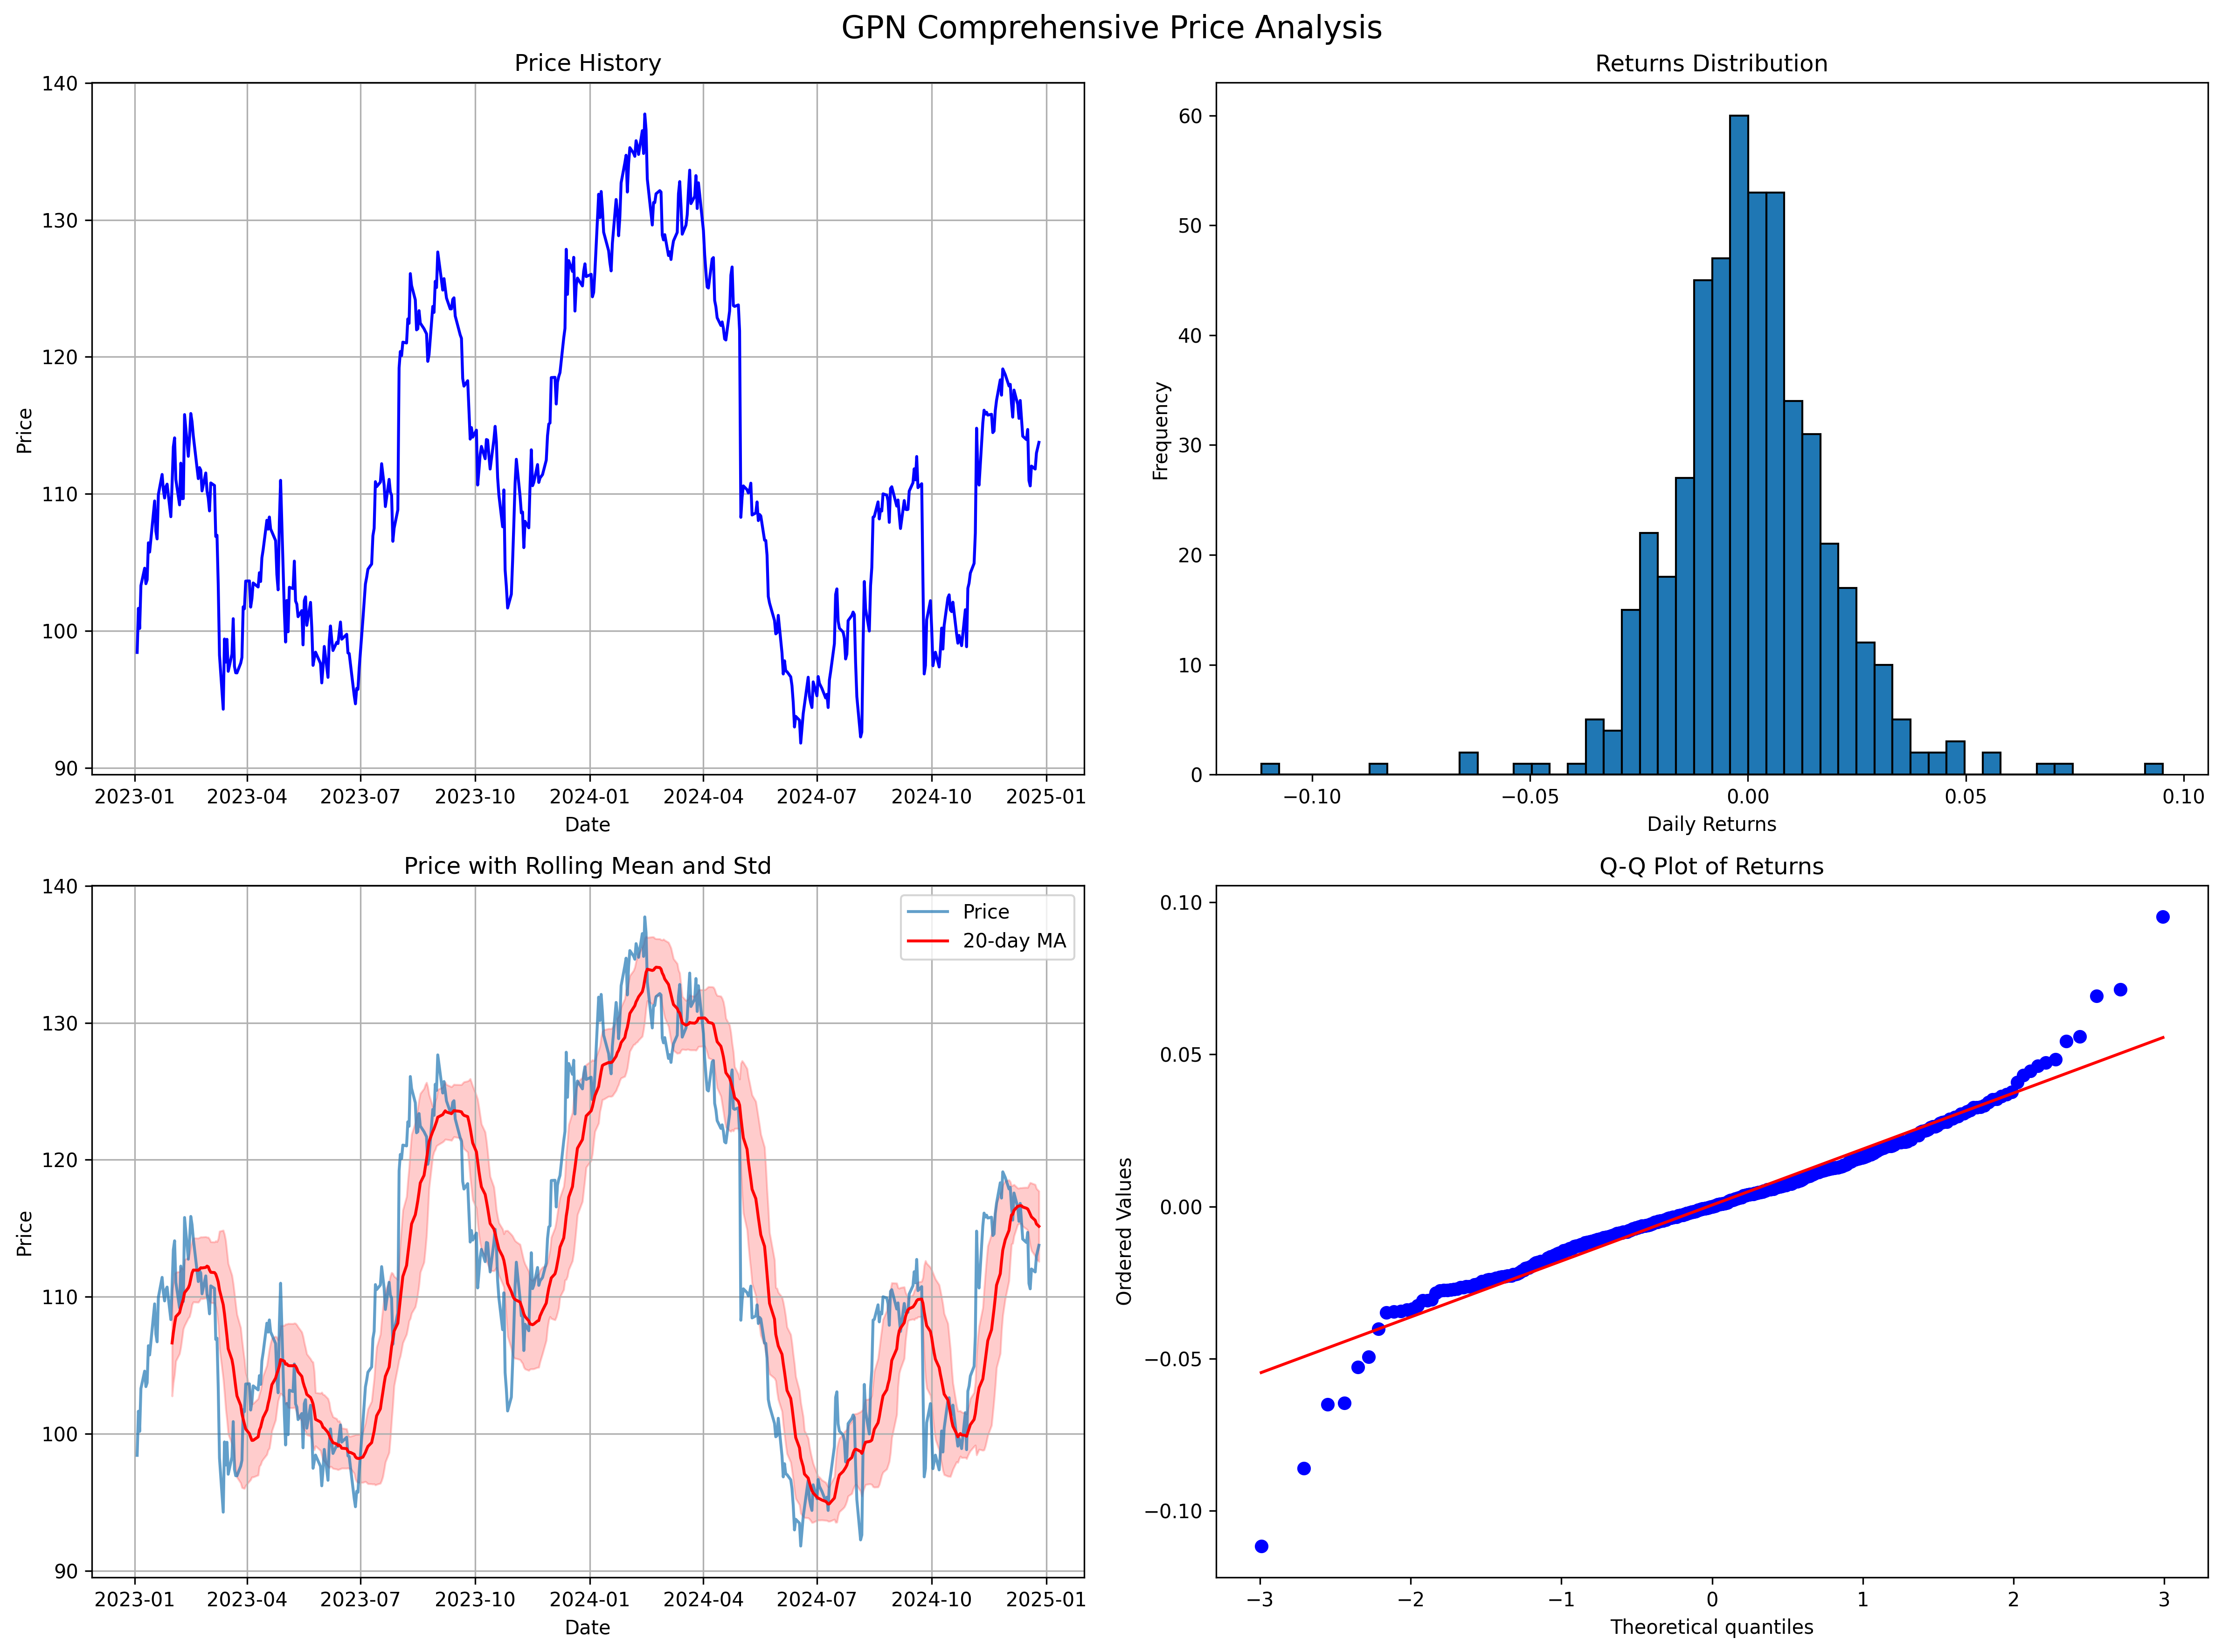 GPN Comprehensive Price Analysis
Price History
140
130
120
110
100
90
Price
2023-01 2023-04 2023-07 2023-10 2024-01 2024-04 2024-07 2024-10 2025-01
Date
Returns Distribution
60
50
40
30
20
10
0
Frequency
−0.10 −0.05 0.00 0.05 0.10
Daily Returns
Price with Rolling Mean and Std
140
130
120
110
100
90
Price
Price
20-day MA
2023-01 2023-04 2023-07 2023-10 2024-01 2024-04 2024-07 2024-10 2025-01
Date
Q-Q Plot of Returns
0.10
0.05
0.00
−0.05
−0.10
Ordered Values
−3 −2 −1 0 1 2 3
Theoretical quantiles